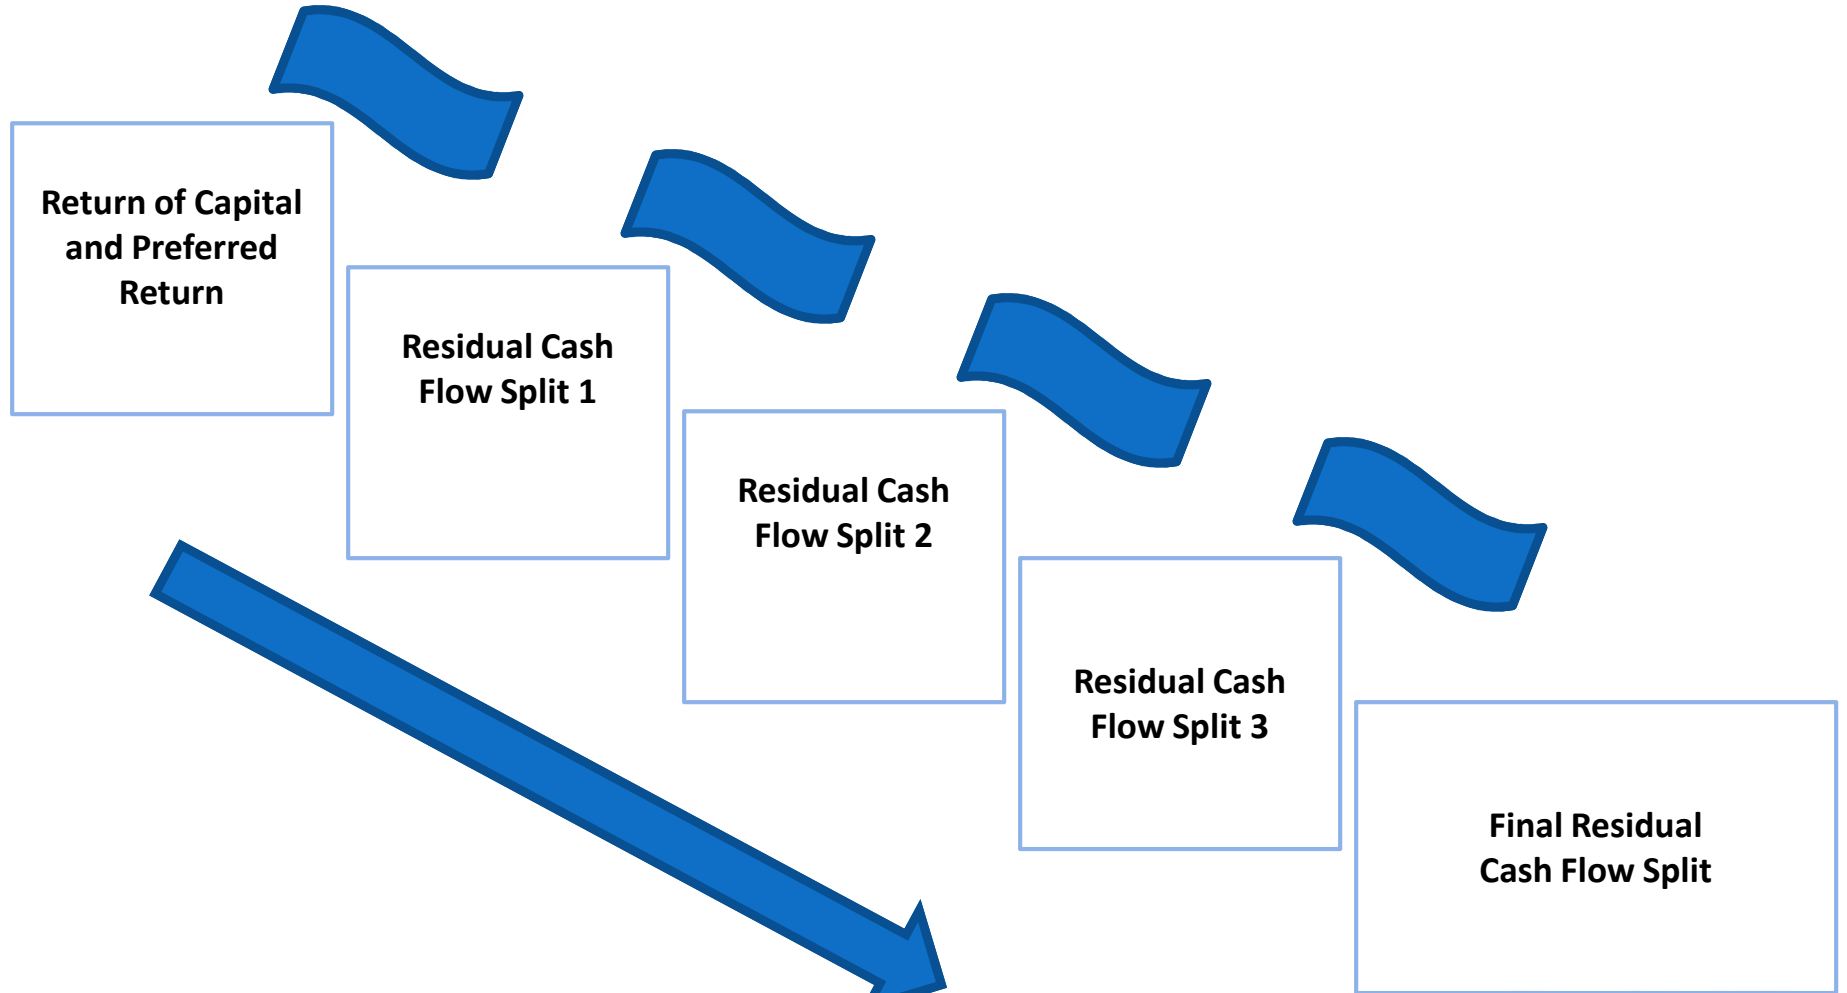 Return of Capital
and Preferred
Return
Residual Cash
Flow Split 1
Residual Cash
Flow Split 2
Residual Cash
Flow Split 3
Final Residual
Cash Flow Split